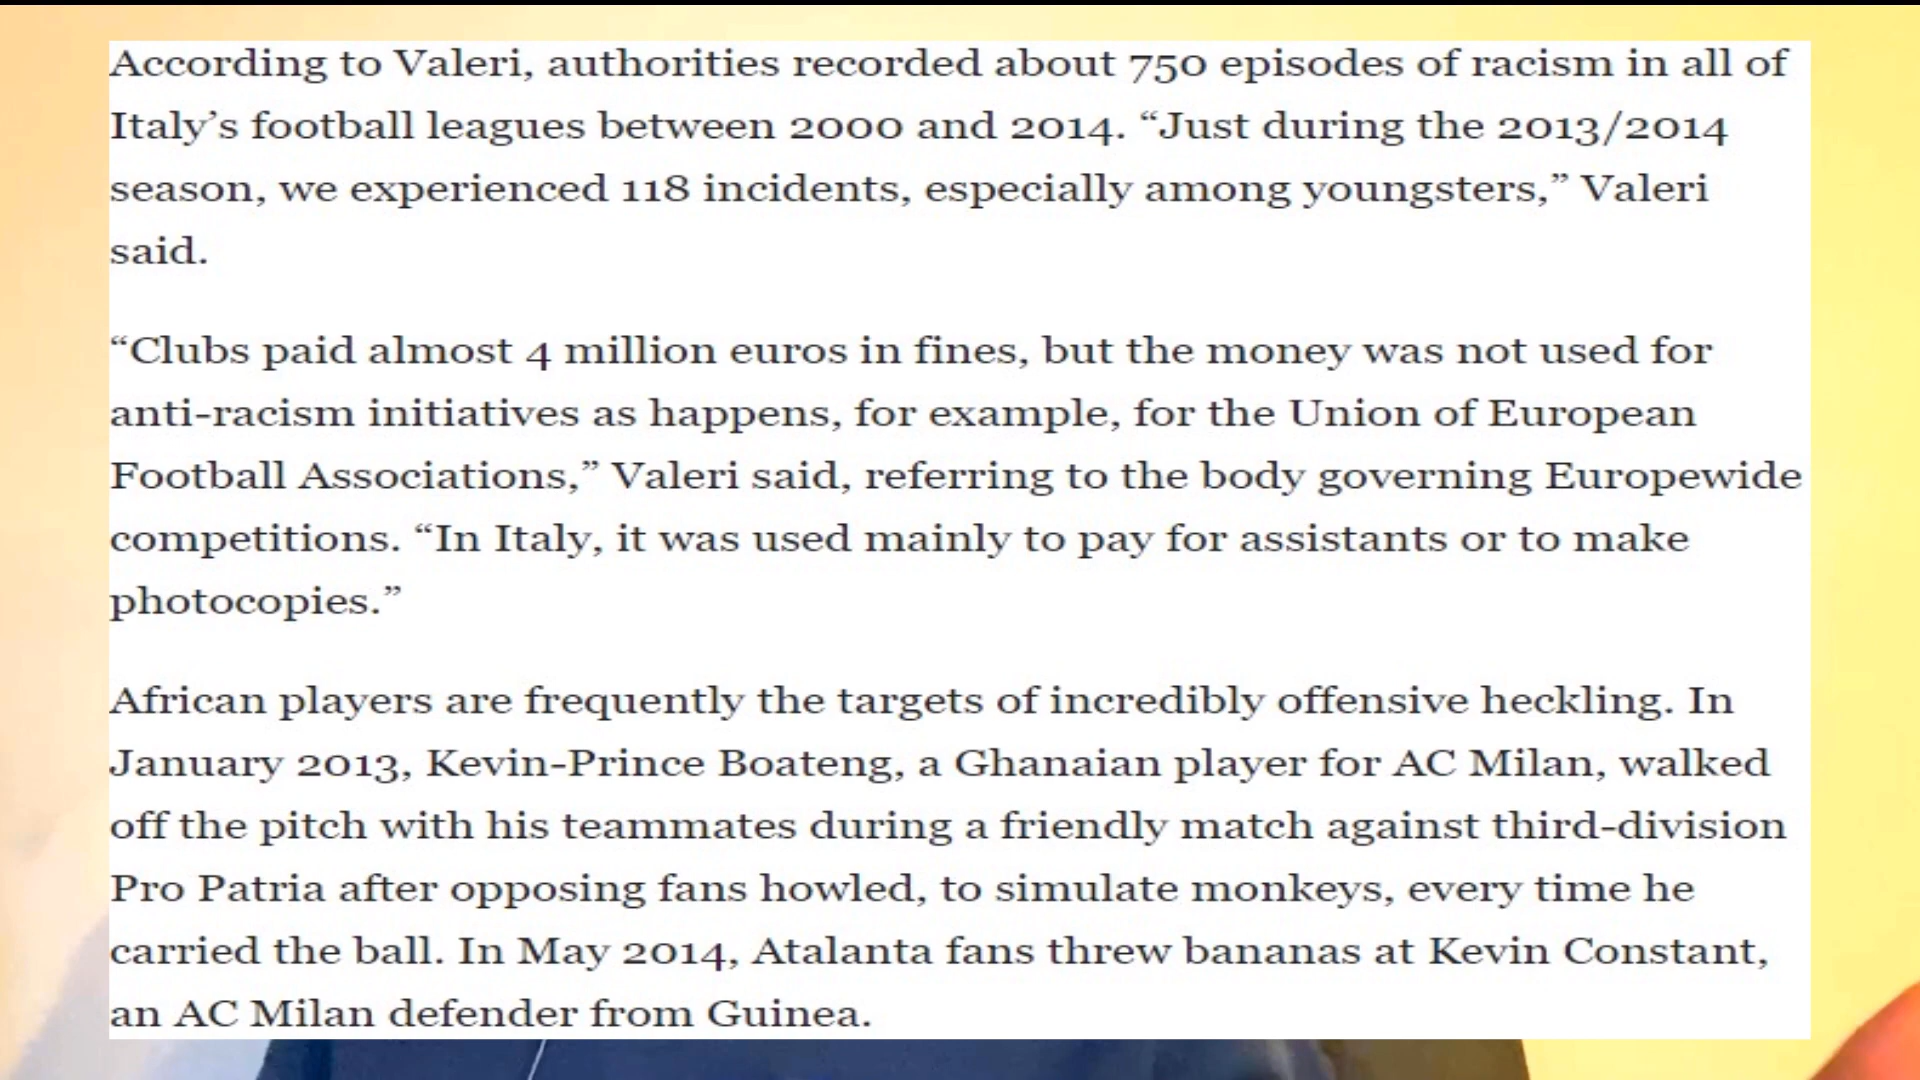 According to Valeri, authorities recorded about 750 episodes of racism in all of
Italy’s football leagues between 2000 and 2014. “Just during the 2013/2014
season, we experienced 118 incidents, especially among youngsters,” Valeri
said.
“Clubs paid almost 4 million euros in fines, but the money was not used for
anti-racism initiatives as happens, for example, for the Union of European
Football Associations,” Valeri said, referring to the body governing Europewide
competitions. “In Italy, it was used mainly to pay for assistants or to make
photocopies.”
African players are frequently the targets of incredibly offensive heckling. In
January 2013, Kevin-Prince Boateng, a Ghanaian player for AC Milan, walked
off the pitch with his teammates during a friendly match against third-division
Pro Patria after opposing fans howled, to simulate monkeys, every time he
carried the ball. In May 2014, Atalanta fans threw bananas at Kevin Constant,
an AC Milan defender from Guinea.